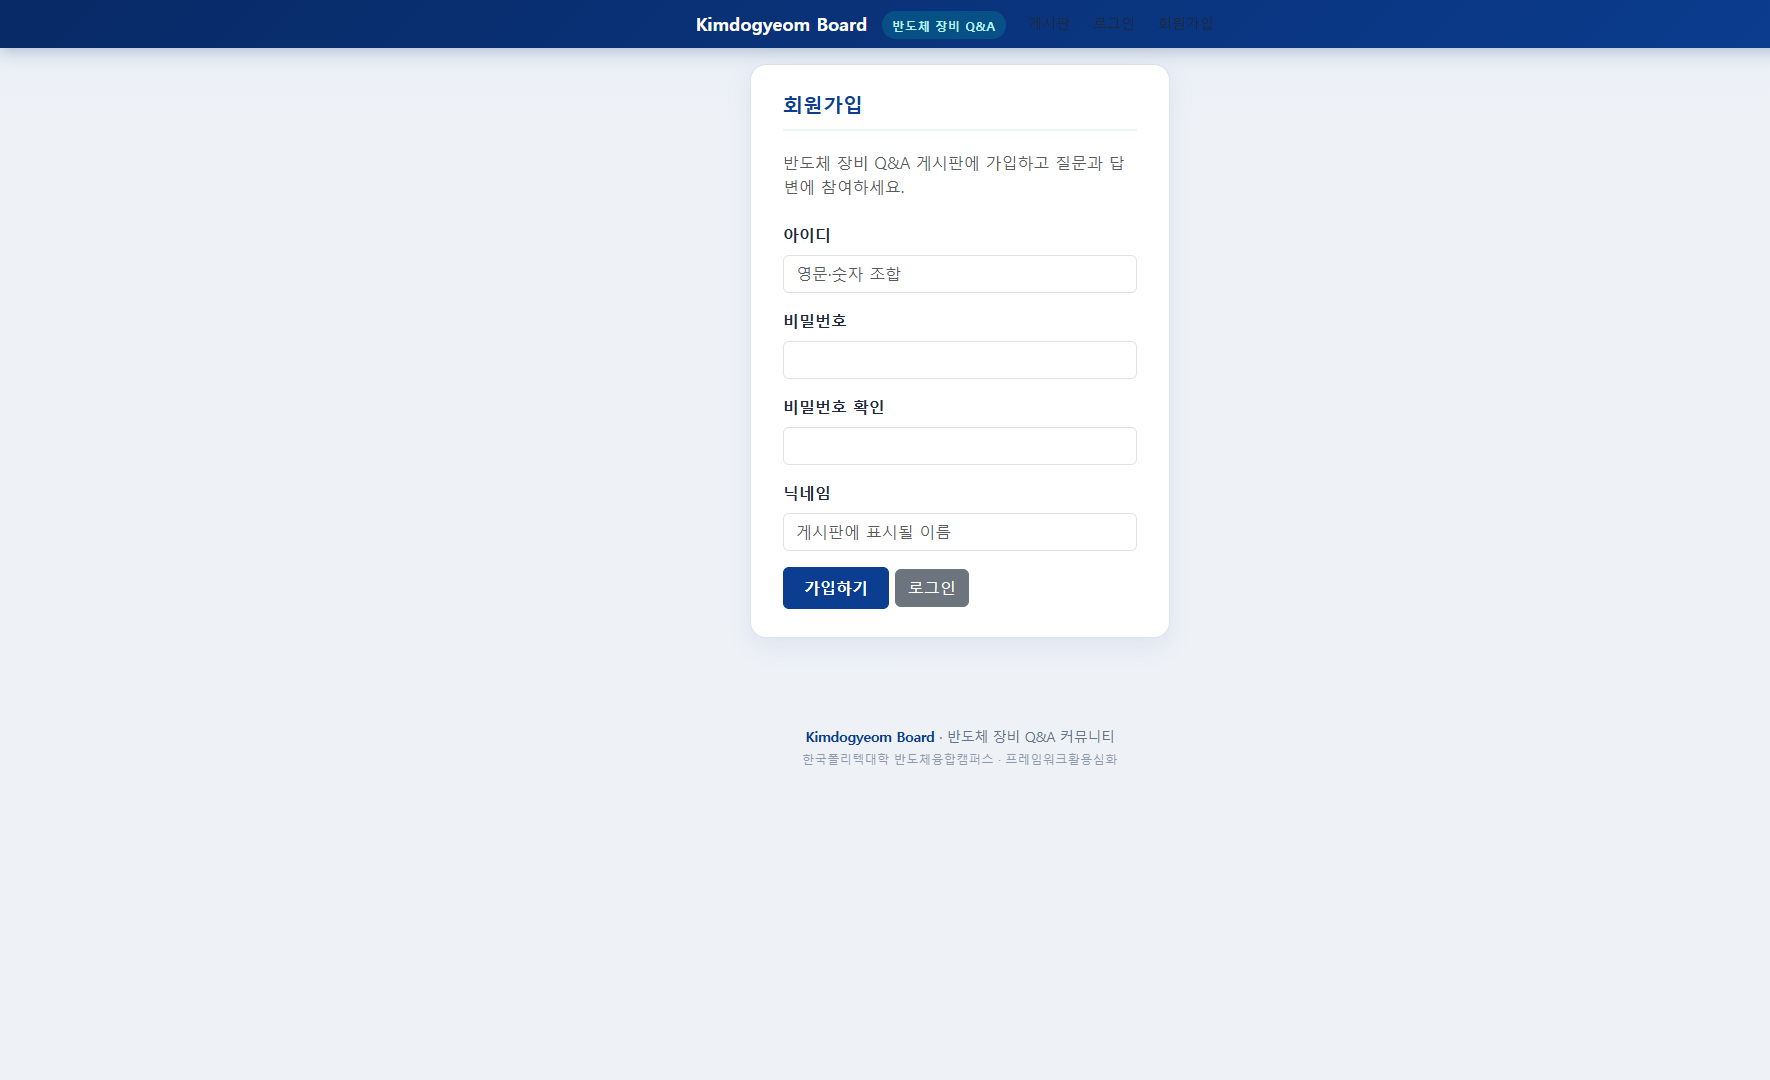 Kimdogyeom Board 반도체 장비 Q&A 게시판 로그인 회원가입
회원가입
반도체 장비 Q&A 게시판에 가입하고 질문과 답
변에 참여하세요.
아이디
영문·숫자 조합
비밀번호
비밀번호 확인
닉네임
게시판에 표시될 이름
가입하기 로그인
Kimdogyeom Board · 반도체 장비 Q&A 커뮤니티
한국폴리텍대학 반도체융합캠퍼스 · 프레임워크활용심화